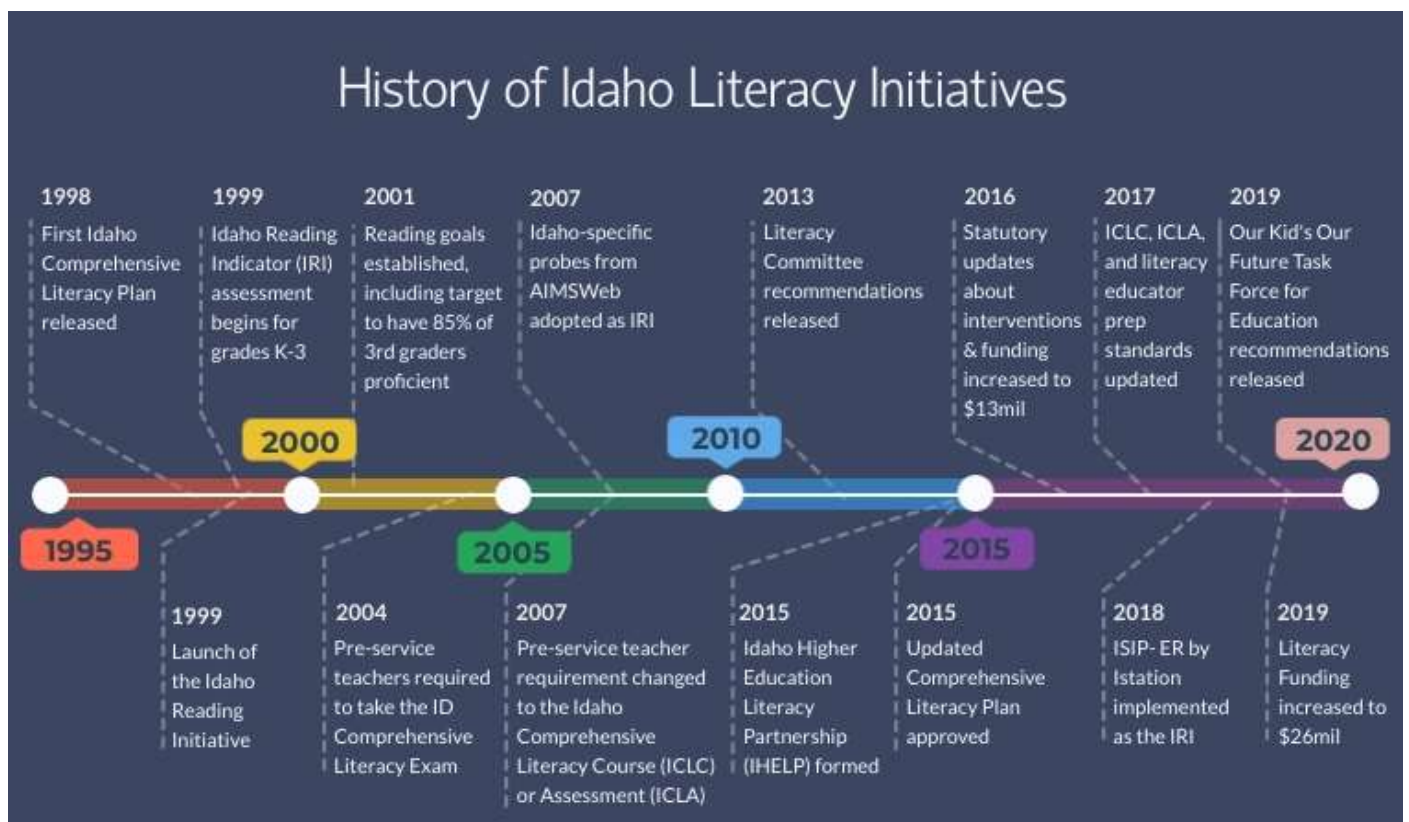 History of Idaho Literacy Initiatives
1998
First Idaho
Comprehensive
Literacy Plan
released
1999
Idaho Reading
Indicator (IRI)
assessment
begins for
grades K-3
2001
Reading goals
established,
including target
to have 85% of
3rd graders
proficient
2007
Idaho-specific
probes from
AIMSWeb
adopted as IRI
2013
Literacy
Committee
recommendations
released
2016
Statutory
updates
about
interventions
& funding
increased to
$13mil
2017
ICLC, ICLA,
and literacy
educator
prep
standards
updated
2019
Our Kid's Our
Future Task
Force for
Education
recommendations
released
2000
2010
2020
1995
2005
2015
1999
Launch of
the Idaho
Reading
Initiative
2004
Pre-service
teachers required
to take the ID
Comprehensive
Literacy Exam
2007
Pre-service teacher
requirement changed
to the Idaho
Comprehensive
Literacy Course (ICLC)
or Assessment (ICLA)
2015
Idaho Higher
Education
Literacy
Partnership
(IHELP) formed
2015
Updated
Comprehensive
Literacy Plan
approved
2018
ISIP- ER by
Istation
implemented
as the IRI
2019
Literacy
Funding
increased to
$26mil